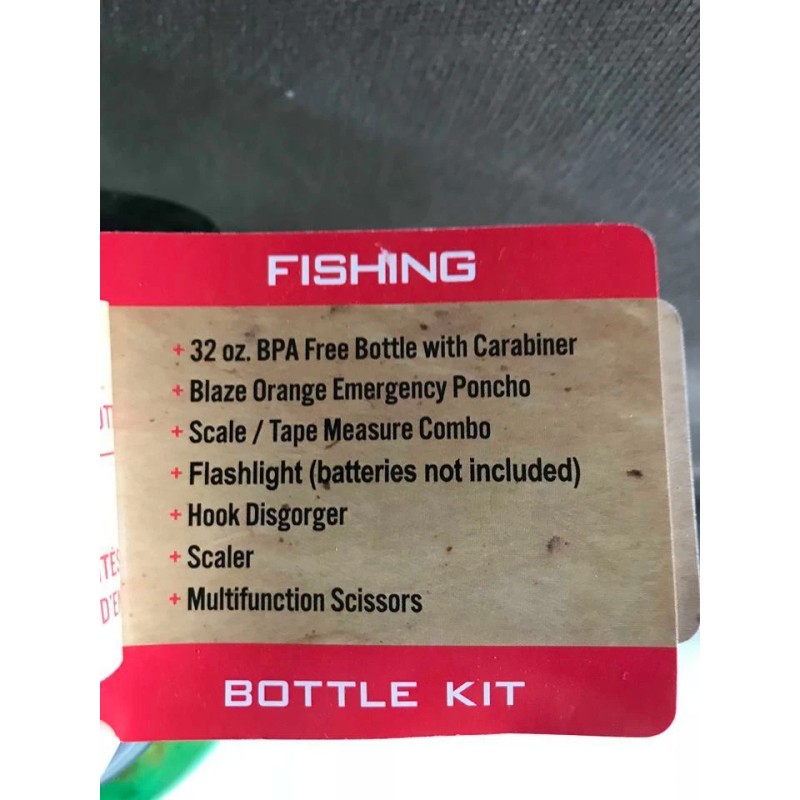 FISHING
+ 32 oz. BPA Free Bottle with Carabiner
+ Blaze Orange Emergency Poncho
+ Scale / Tape Measure Combo
+ Flashlight (batteries not included)
+ Hook Disgorger
+ Scaler
+ Multifunction Scissors
BOTTLE KIT